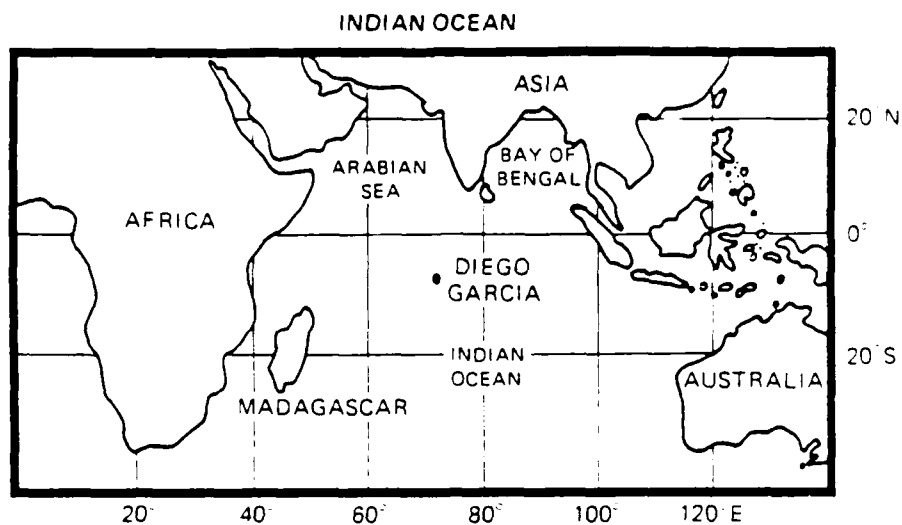 INDIAN OCEAN
ASIA
20°N
ARABIAN
SEA
BAY OF
BENGAL
AFRICA
0°
DIEGO
GARCIA
INDIAN
OCEAN
20°S
AUSTRALIA
MADAGASCAR
20° 40° 60° 80° 100° 120°E